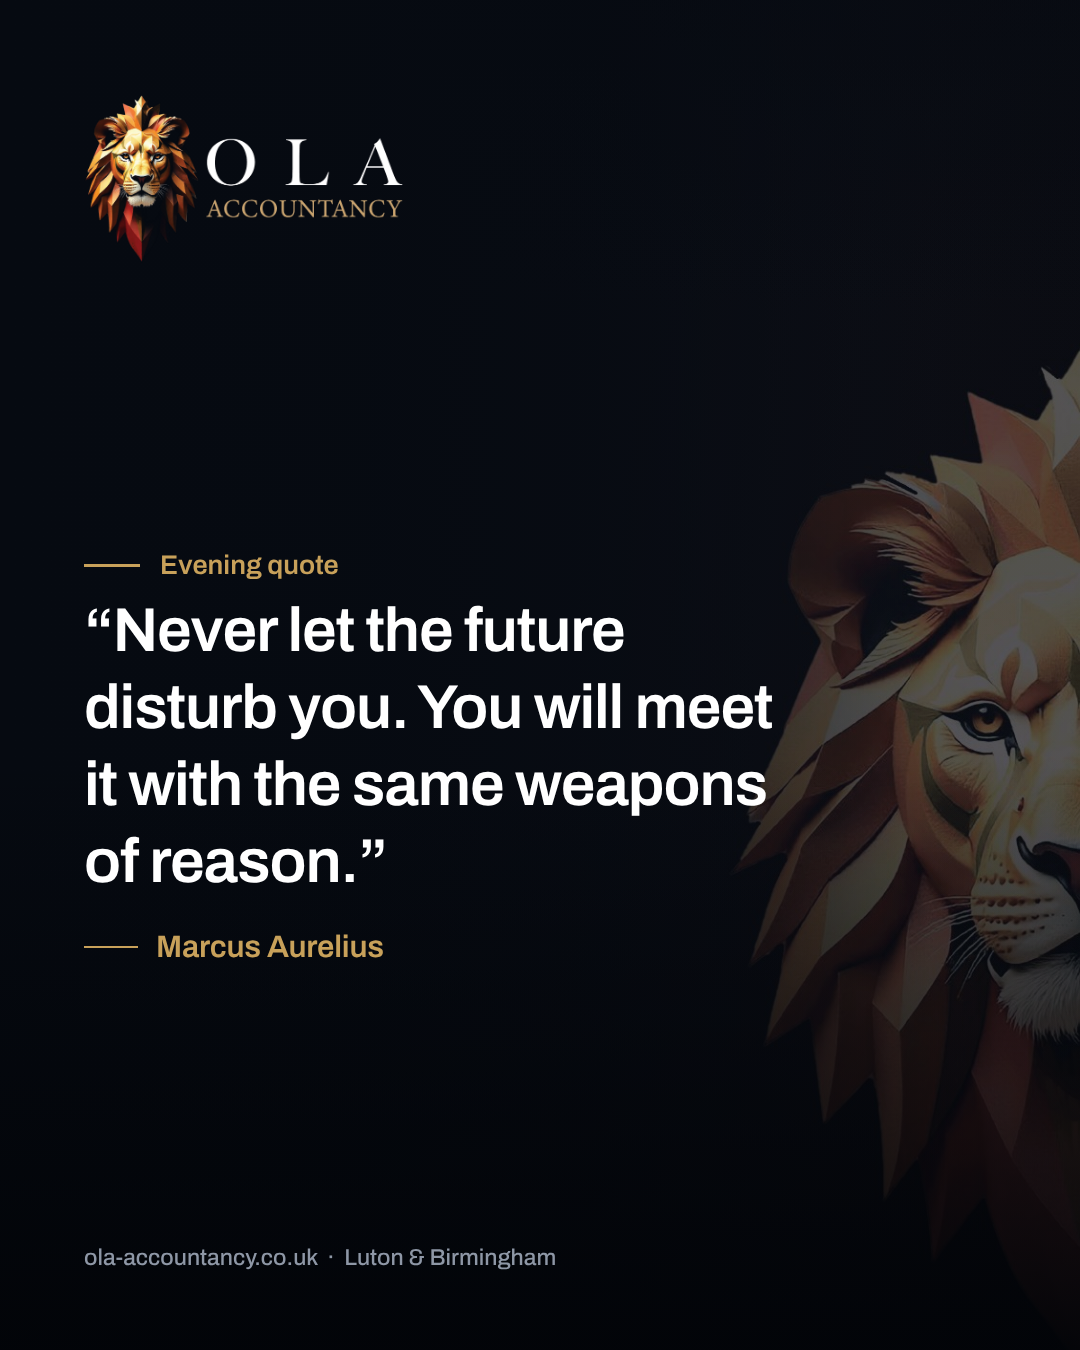 OLA
ACCOUNTANCY
Evening quote
“Never let the future
disturb you. You will meet
it with the same weapons
of reason.”
Marcus Aurelius
ola-accountancy.co.uk · Luton & Birmingham